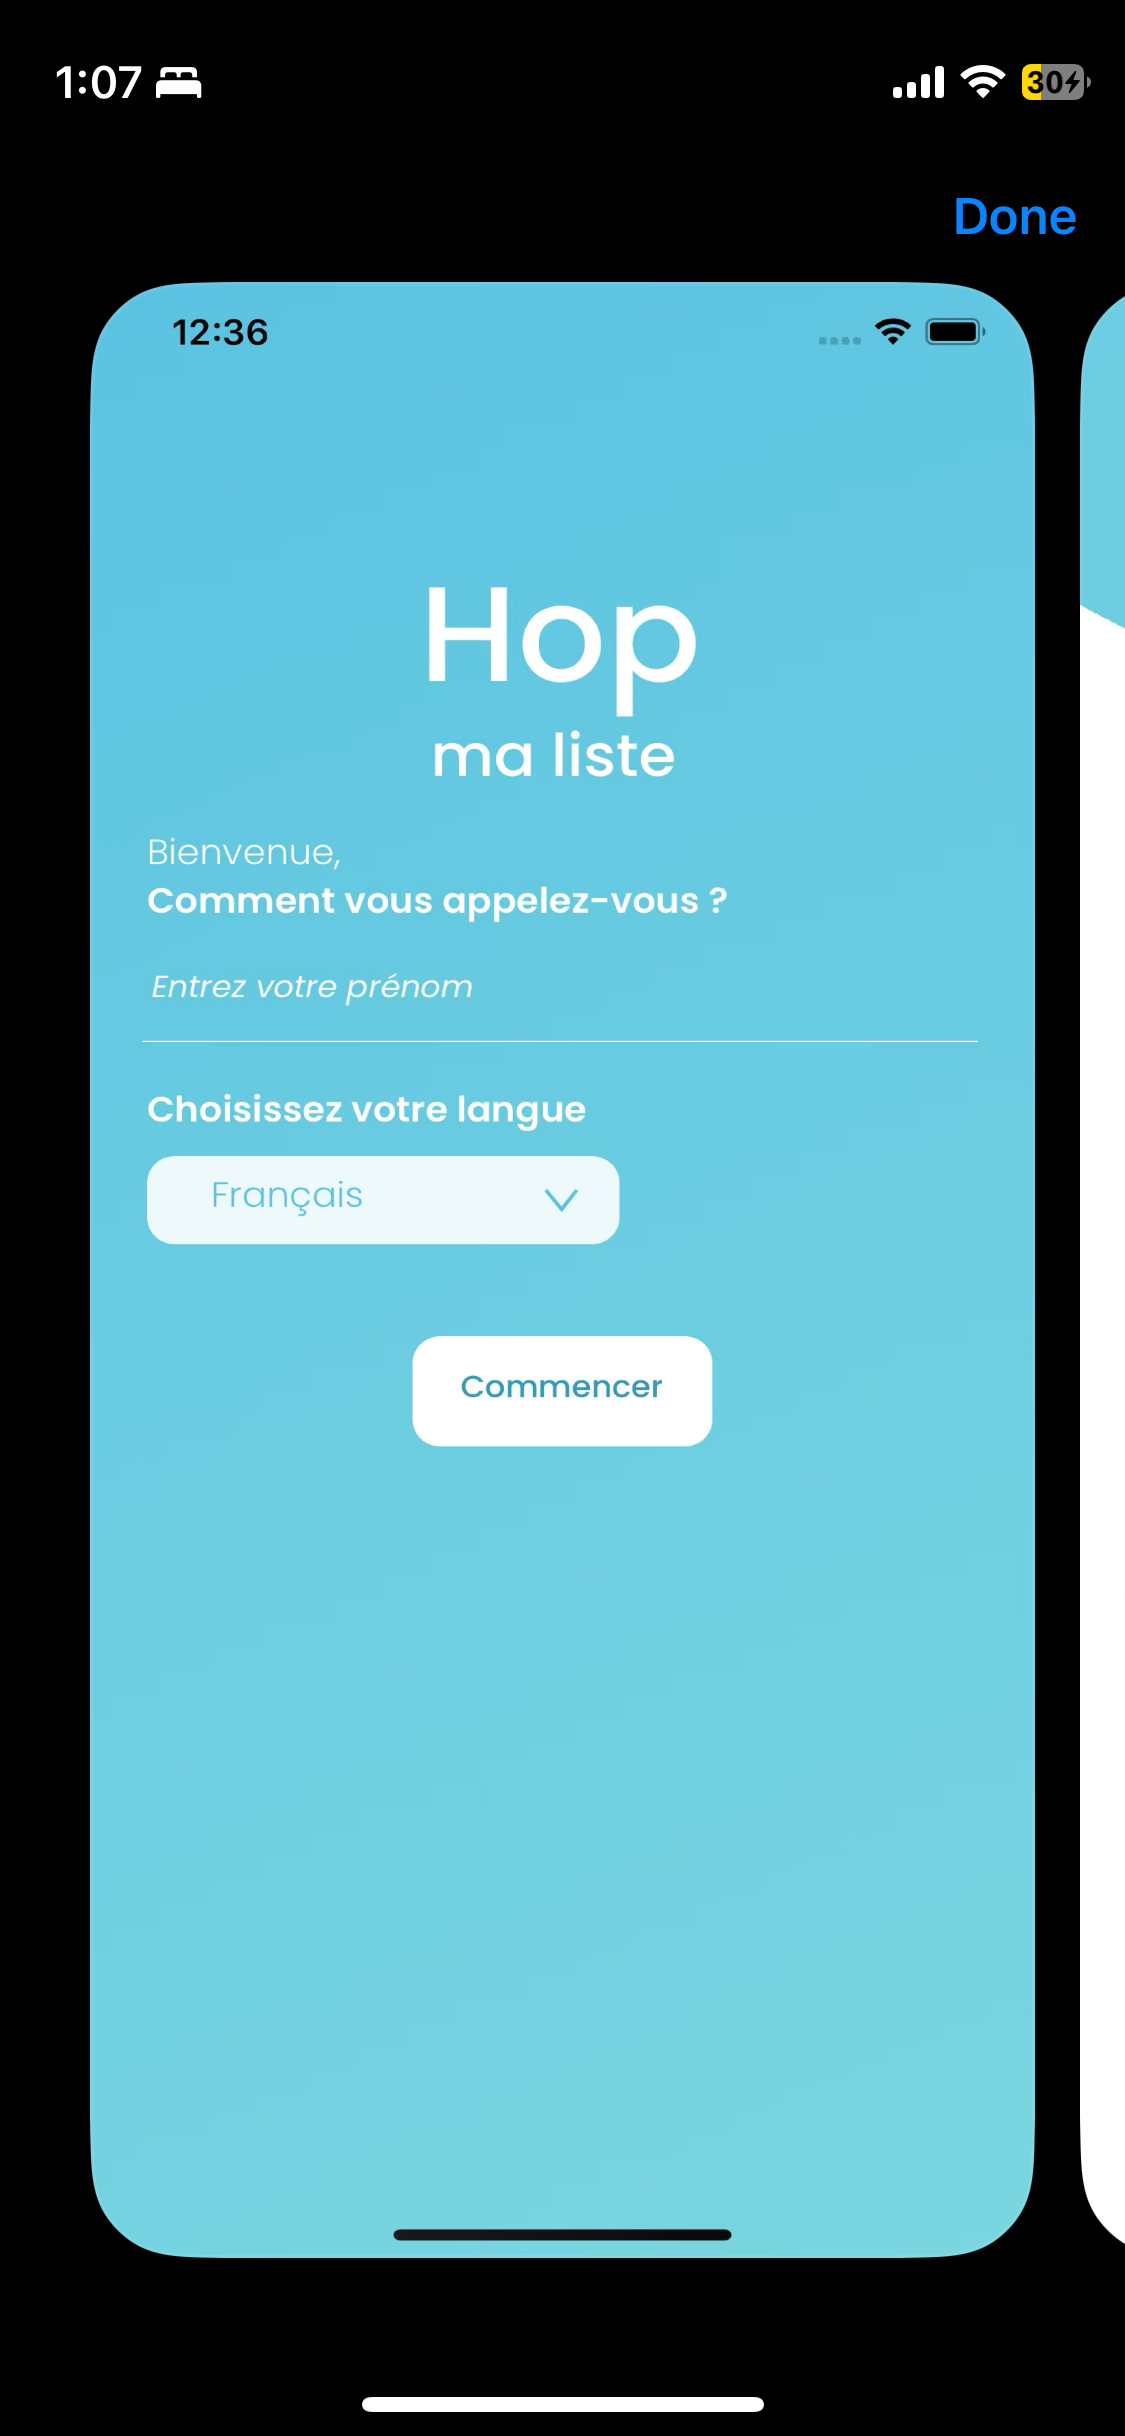 1:07
30
Done
12:36
Hop
ma liste
Bienvenue,
Comment vous appelez-vous ?
Entrez votre prénom
Choisissez votre langue
Français
Commencer